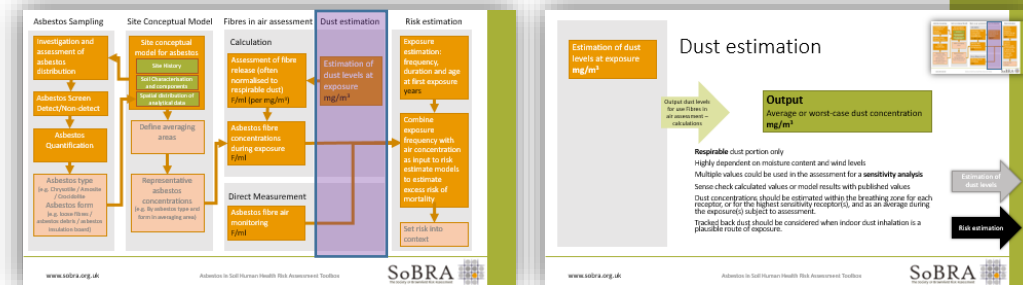 Asbestos Sampling
Investigation and
assessment of
asbestos
distribution
Asbestos Screen
Detect/Non-detect
Asbestos
Quantification
Asbestos type
(e.g. Chrysotile / Amosite
/ Crocidolite)
Asbestos form
(e.g. loose fibres /
asbestos debris / asbestos
insulation board)
Site Conceptual Model
Site conceptual
model for asbestos
Site History
Soil Characterisation
and components
Spatial distribution of
analytical data
Define averaging
areas
Representative
asbestos
concentrations
(e.g. By asbestos type and
form in averaging area)
Fibres in air assessment
Calculation
Assessment of fibre
release (often
normalised to
respirable dust)
F/ml (per mg/m³)
Asbestos fibre
concentrations
during exposure
F/ml
Direct Measurement
Asbestos fibre air
monitoring
F/ml
Dust estimation
Estimation of
dust levels at
exposure
mg/m³
Risk estimation
Exposure
estimation:
frequency,
duration and age
at first exposure
years
Combine
exposure
frequency with
air concentration
as input to risk
estimate models
to estimate
excess risk of
mortality
Set risk into
context
www.sobra.org.uk
Asbestos in Soil Human Health Risk Assessment Toolbox
SoBRA
Estimation of dust
levels at exposure
mg/m³
Dust estimation
Output dust levels
for use Fibres in
air assessment –
calculations
Output
Average or worst-case dust concentration
mg/m³
Respirable dust portion only
Highly dependent on moisture content and wind levels
Multiple values could be used in the assessment for a sensitivity analysis
Sense check calculated values or model results with published values
Dust concentrations should be estimated within the breathing zone for each
receptor, or for the highest sensitivity receptor(s), and as an average during
the exposure(s) subject to assessment.
Tracked back dust should be considered when indoor dust inhalation is a
plausible route of exposure.
Estimation of
dust levels
Risk estimation
www.sobra.org.uk
Asbestos in Soil Human Health Risk Assessment Toolbox
SoBRA